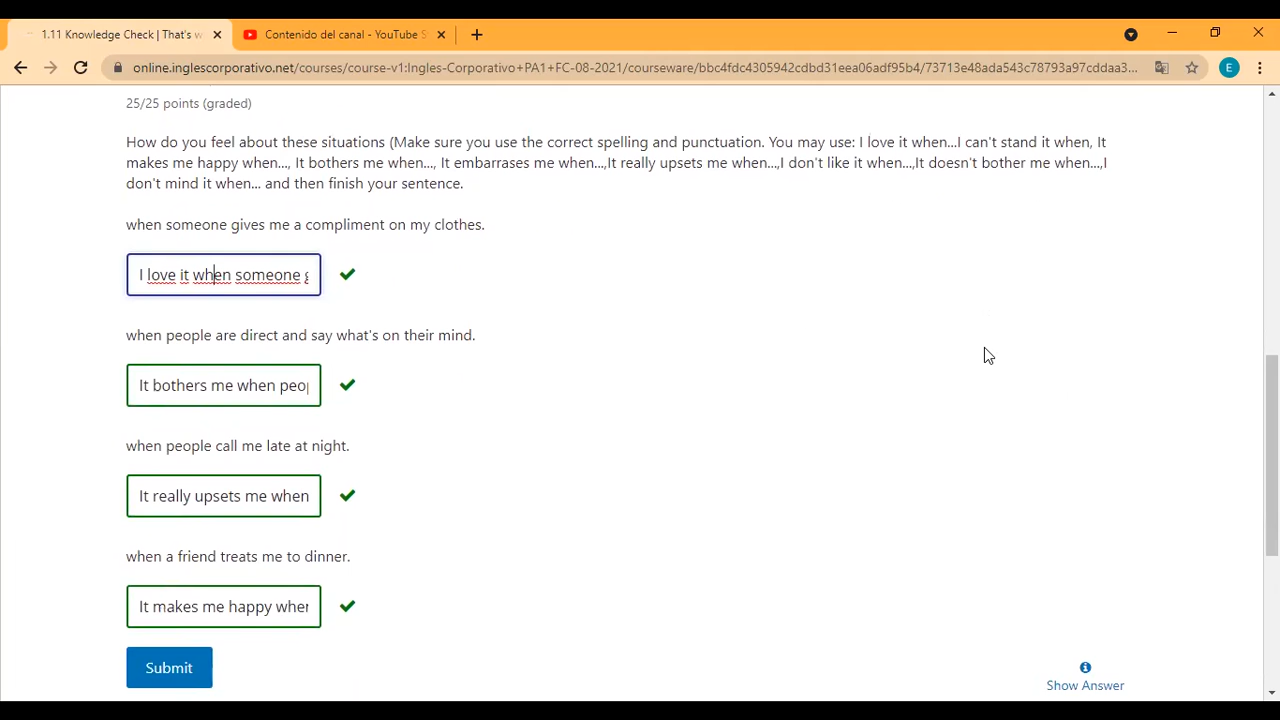 1.11 Knowledge Check | That's w
Contenido del canal - YouTube S
online.inglescorporativo.net/courses/course-v1:Ingles-Corporativo+PA1+FC-08-2021/courseware/bbc4fdc4305942cdbd31eea06adf95b4/73713e48ada543c78793a97cddaa3...
E
25/25 points (graded)
How do you feel about these situations (Make sure you use the correct spelling and punctuation. You may use: I love it when...I can't stand it when, It
makes me happy when..., It bothers me when..., It embarrases me when...,It really upsets me when...,I don't like it when...,It doesn't bother me when...,I
don't mind it when... and then finish your sentence.
when someone gives me a compliment on my clothes.
I love it when someone g
when people are direct and say what's on their mind.
It bothers me when peop
when people call me late at night.
It really upsets me when
when a friend treats me to dinner.
It makes me happy when
Submit
Show Answer